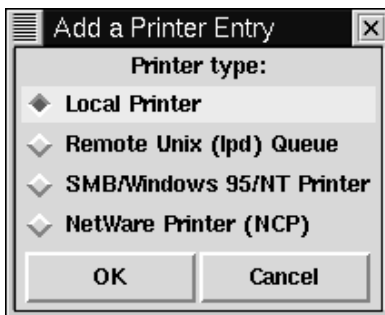 Add a Printer Entry
Printer type:
Local Printer
Remote Unix (lpd) Queue
SMB/Windows 95/NT Printer
NetWare Printer (NCP)
OK Cancel